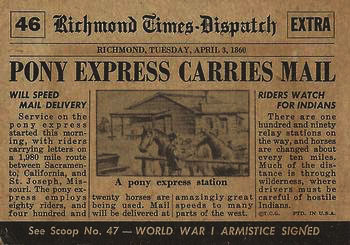 46 Richmond Times-Dispatch EXTRA
RICHMOND, TUESDAY, APRIL 3, 1860
PONY EXPRESS CARRIES MAIL
WILL SPEED
MAIL DELIVERY
Service on the
pony express
started this morn-
ing, with riders
carrying letters on
a 1,980 mile route
between Sacramen-
to, California, and
St. Joseph, Mis-
souri. The pony ex-
press employs
eighty riders, and
four hundred and
A pony express station
twenty horses are
being used. Mail
will be delivered at
amazingly great
speeds to many
parts of the west.
RIDERS WATCH
FOR INDIANS
There are one
hundred and ninety
relay stations on
the way, and horses
are changed about
every ten miles.
Much of the dis-
tance is through
wilderness, where
drivers must be
careful of hostile
Indians.
©T.C.G. PTD. IN U.S.A.
See Scoop No. 47—WORLD WAR I ARMISTICE SIGNED